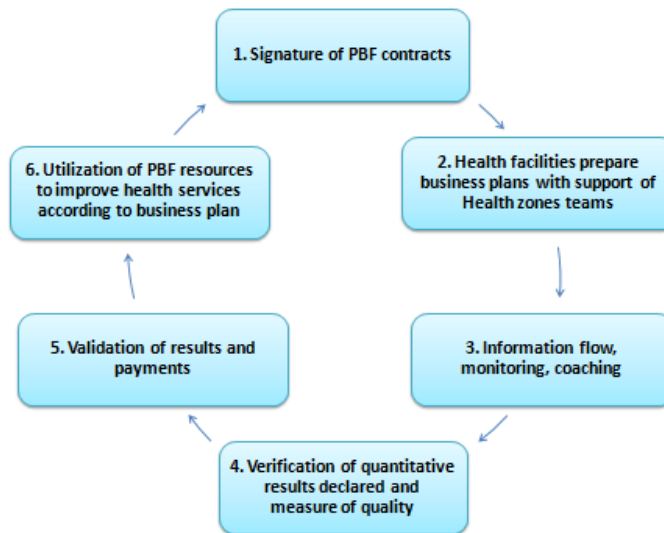 1. Signature of PBF contracts
2. Health facilities prepare
business plans with support of
Health zones teams
3. Information flow,
monitoring, coaching
4. Verification of quantitative
results declared and
measure of quality
5. Validation of results and
payments
6. Utilization of PBF resources
to improve health services
according to business plan